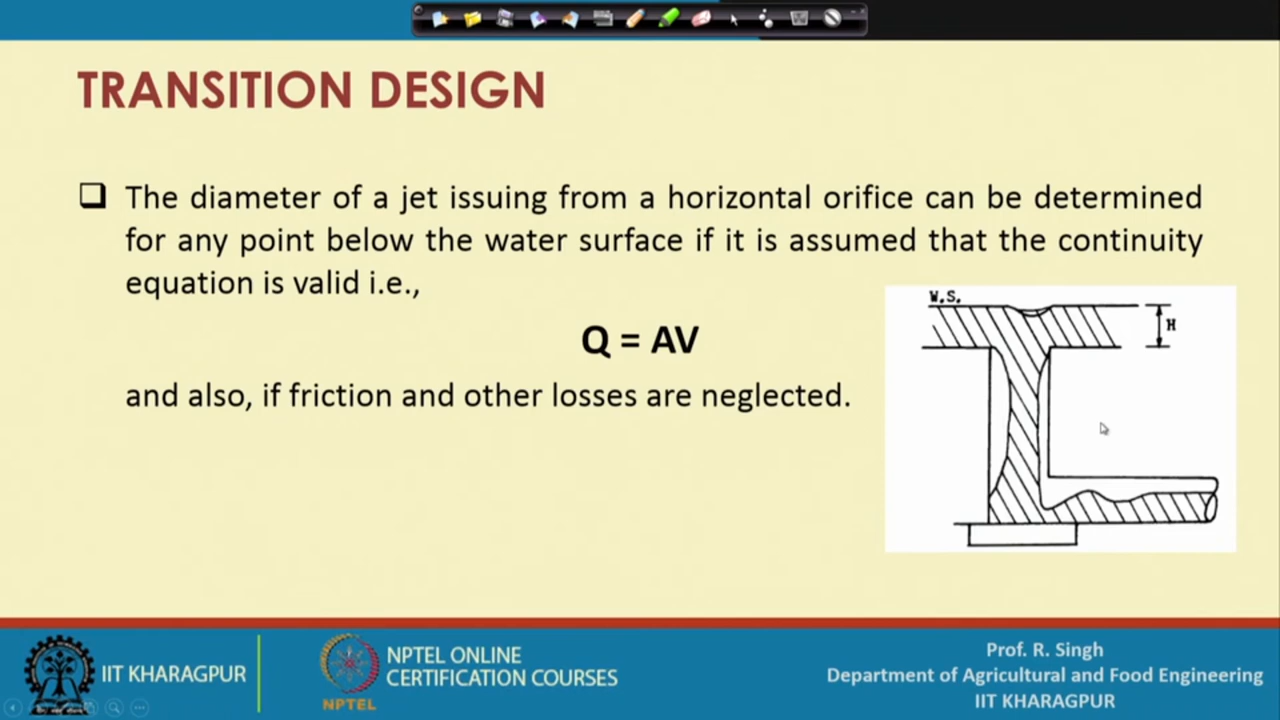 TRANSITION DESIGN
❑ The diameter of a jet issuing from a horizontal orifice can be determined
for any point below the water surface if it is assumed that the continuity
equation is valid i.e.,
Q = AV
and also, if friction and other losses are neglected.
W.S.
H
IIT KHARAGPUR
NPTEL
NPTEL ONLINE
CERTIFICATION COURSES
Prof. R. Singh
Department of Agricultural and Food Engineering
IIT KHARAGPUR